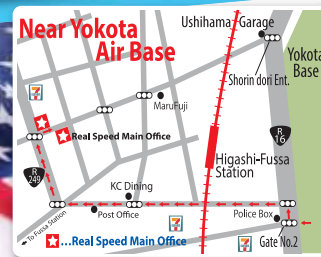 Near Yokota
Air Base
Ushihama Garage
Yokota
Base
Shorin dori Ent.
MaruFuji
Real Speed Main Office
R
16
Higashi-Fussa
Station
R
249
KC Dining
Post Office
Police Box
To Fussa Station
...Real Speed Main Office
Gate No.2